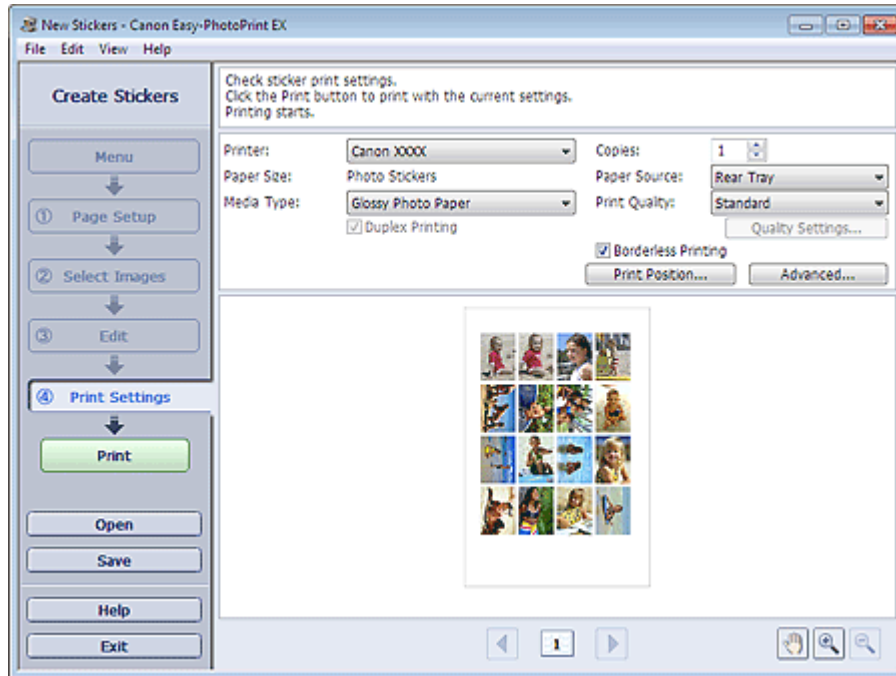 New Stickers - Canon Easy-PhotoPrint EX
File Edit View Help
Create Stickers
Menu
① Page Setup
② Select Images
③ Edit
④ Print Settings
Print
Open
Save
Help
Exit
Check sticker print settings.
Click the Print button to print with the current settings.
Printing starts.
Printer: Canon XXXX Copies: 1
Paper Size: Photo Stickers Paper Source: Rear Tray
Media Type: Glossy Photo Paper Print Quality: Standard
Duplex Printing Quality Settings...
Borderless Printing
Print Position... Advanced...
1